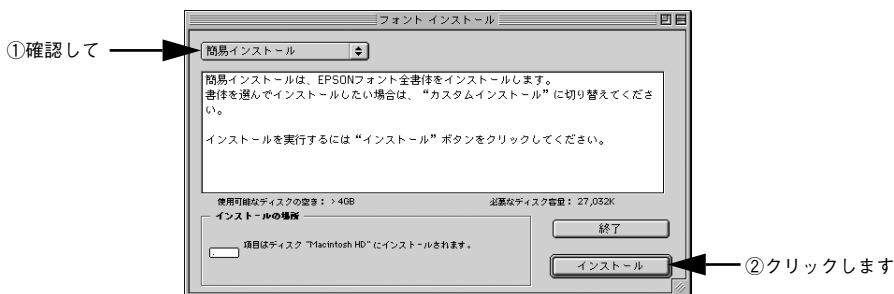 フォント インストール
①確認して
簡易インストール
簡易インストールは、EPSONフォント全書体をインストールします。
書体を選んでインストールしたい場合は、“カスタムインストール”に切り替えてくださ
い。
インストールを実行するには“インストール”ボタンをクリックしてください。
使用可能なディスクの空き：＞4GB
必要なディスク容量：27,032K
インストールの場所
項目はディスク “Macintosh HD” にインストールされます。
終了
インストール
②クリックします